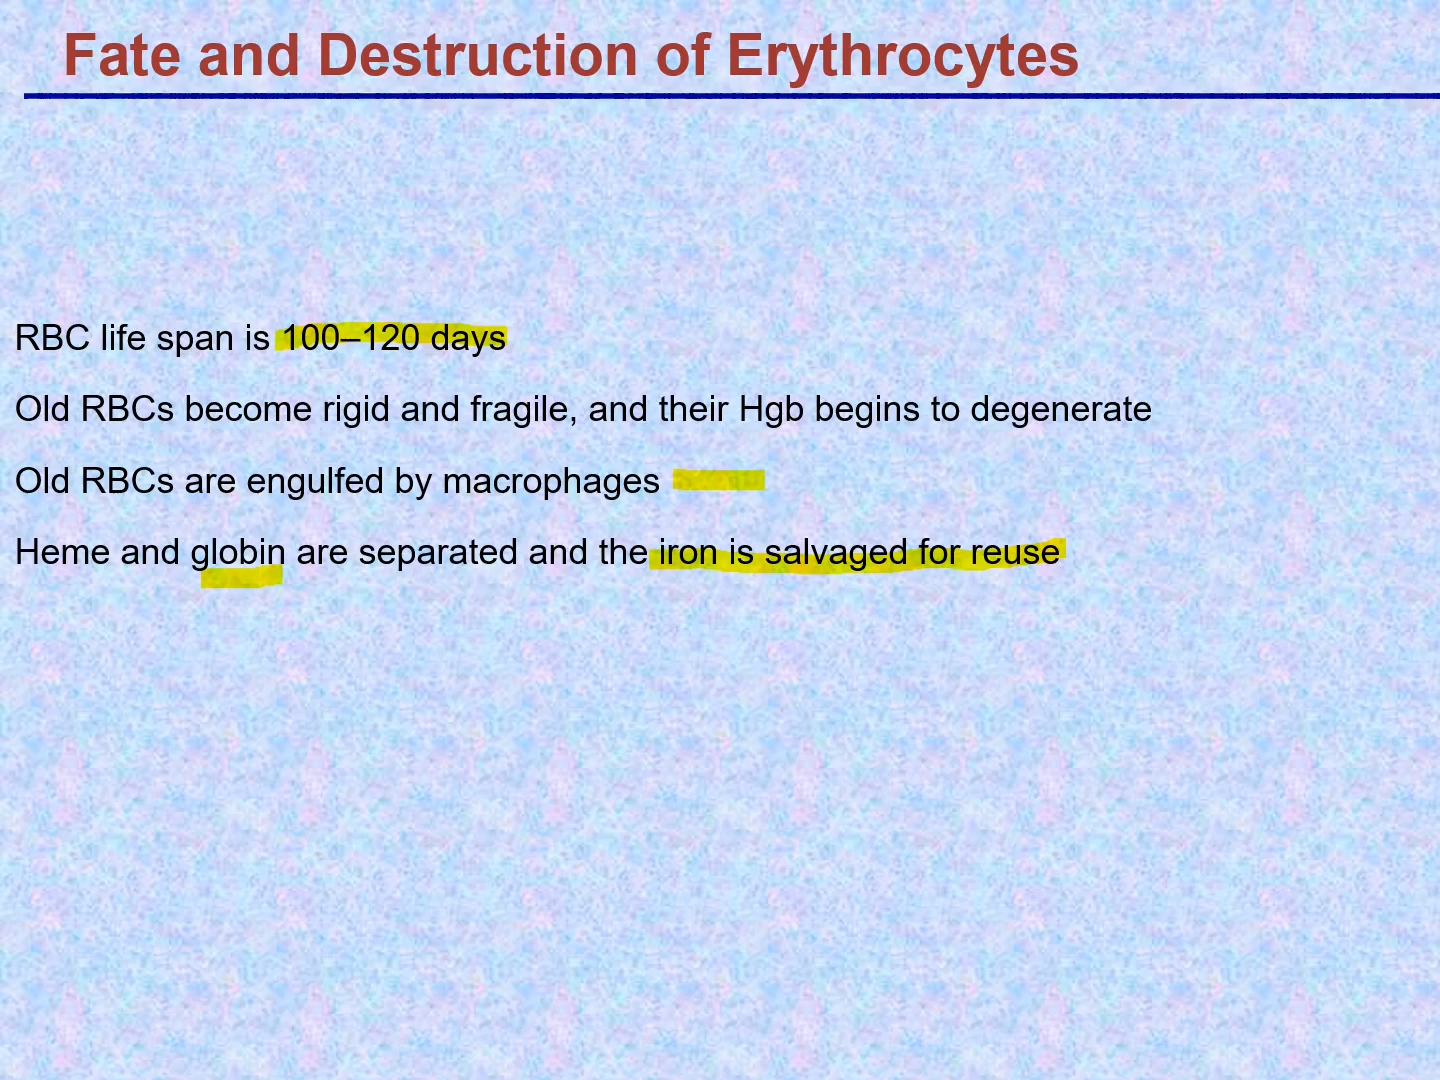 Fate and Destruction of Erythrocytes
RBC life span is 100–120 days
Old RBCs become rigid and fragile, and their Hgb begins to degenerate
Old RBCs are engulfed by macrophages
Heme and globin are separated and the iron is salvaged for reuse